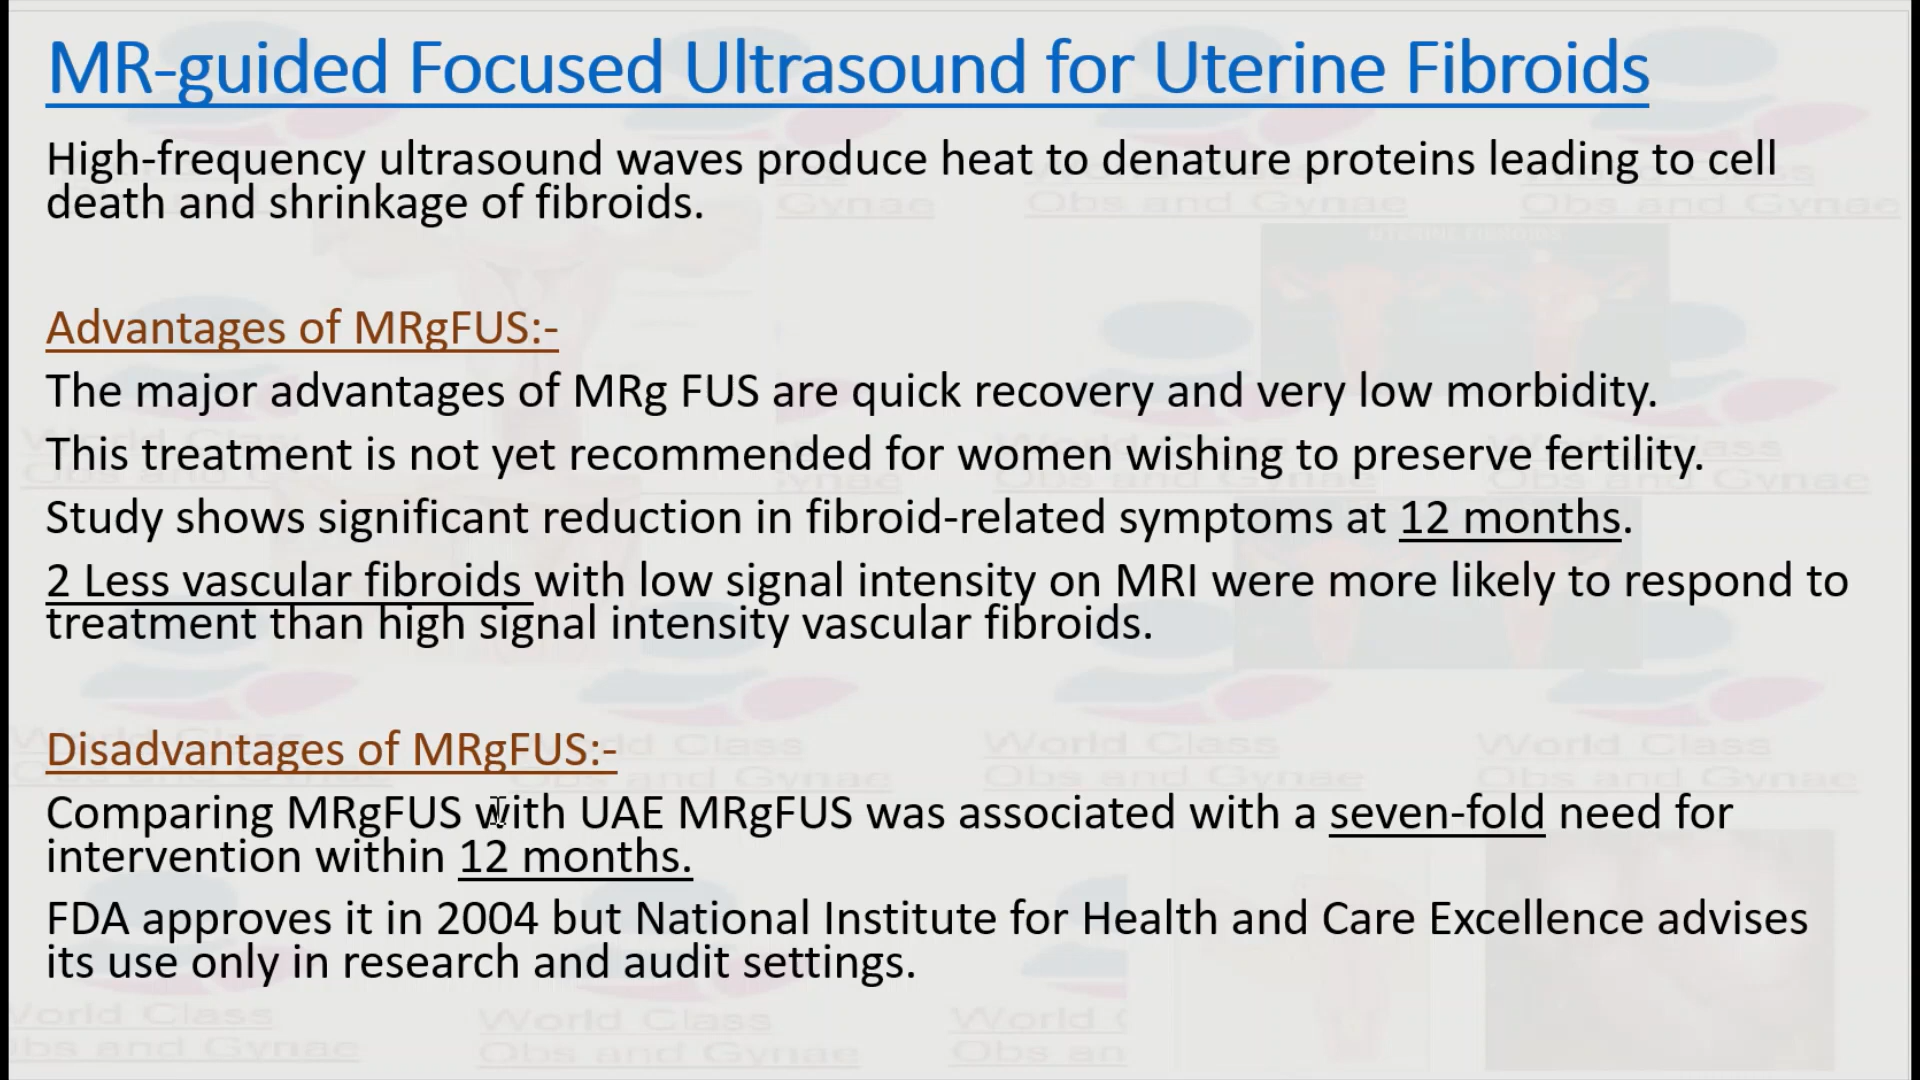 MR-guided Focused Ultrasound for Uterine Fibroids
High-frequency ultrasound waves produce heat to denature proteins leading to cell
death and shrinkage of fibroids.
Advantages of MRgFUS:-
The major advantages of MRg FUS are quick recovery and very low morbidity.
This treatment is not yet recommended for women wishing to preserve fertility.
Study shows significant reduction in fibroid-related symptoms at 12 months.
2 Less vascular fibroids with low signal intensity on MRI were more likely to respond to
treatment than high signal intensity vascular fibroids.
Disadvantages of MRgFUS:-
Comparing MRgFUS with UAE MRgFUS was associated with a seven-fold need for
intervention within 12 months.
FDA approves it in 2004 but National Institute for Health and Care Excellence advises
its use only in research and audit settings.
World Class
Obs and Gynae